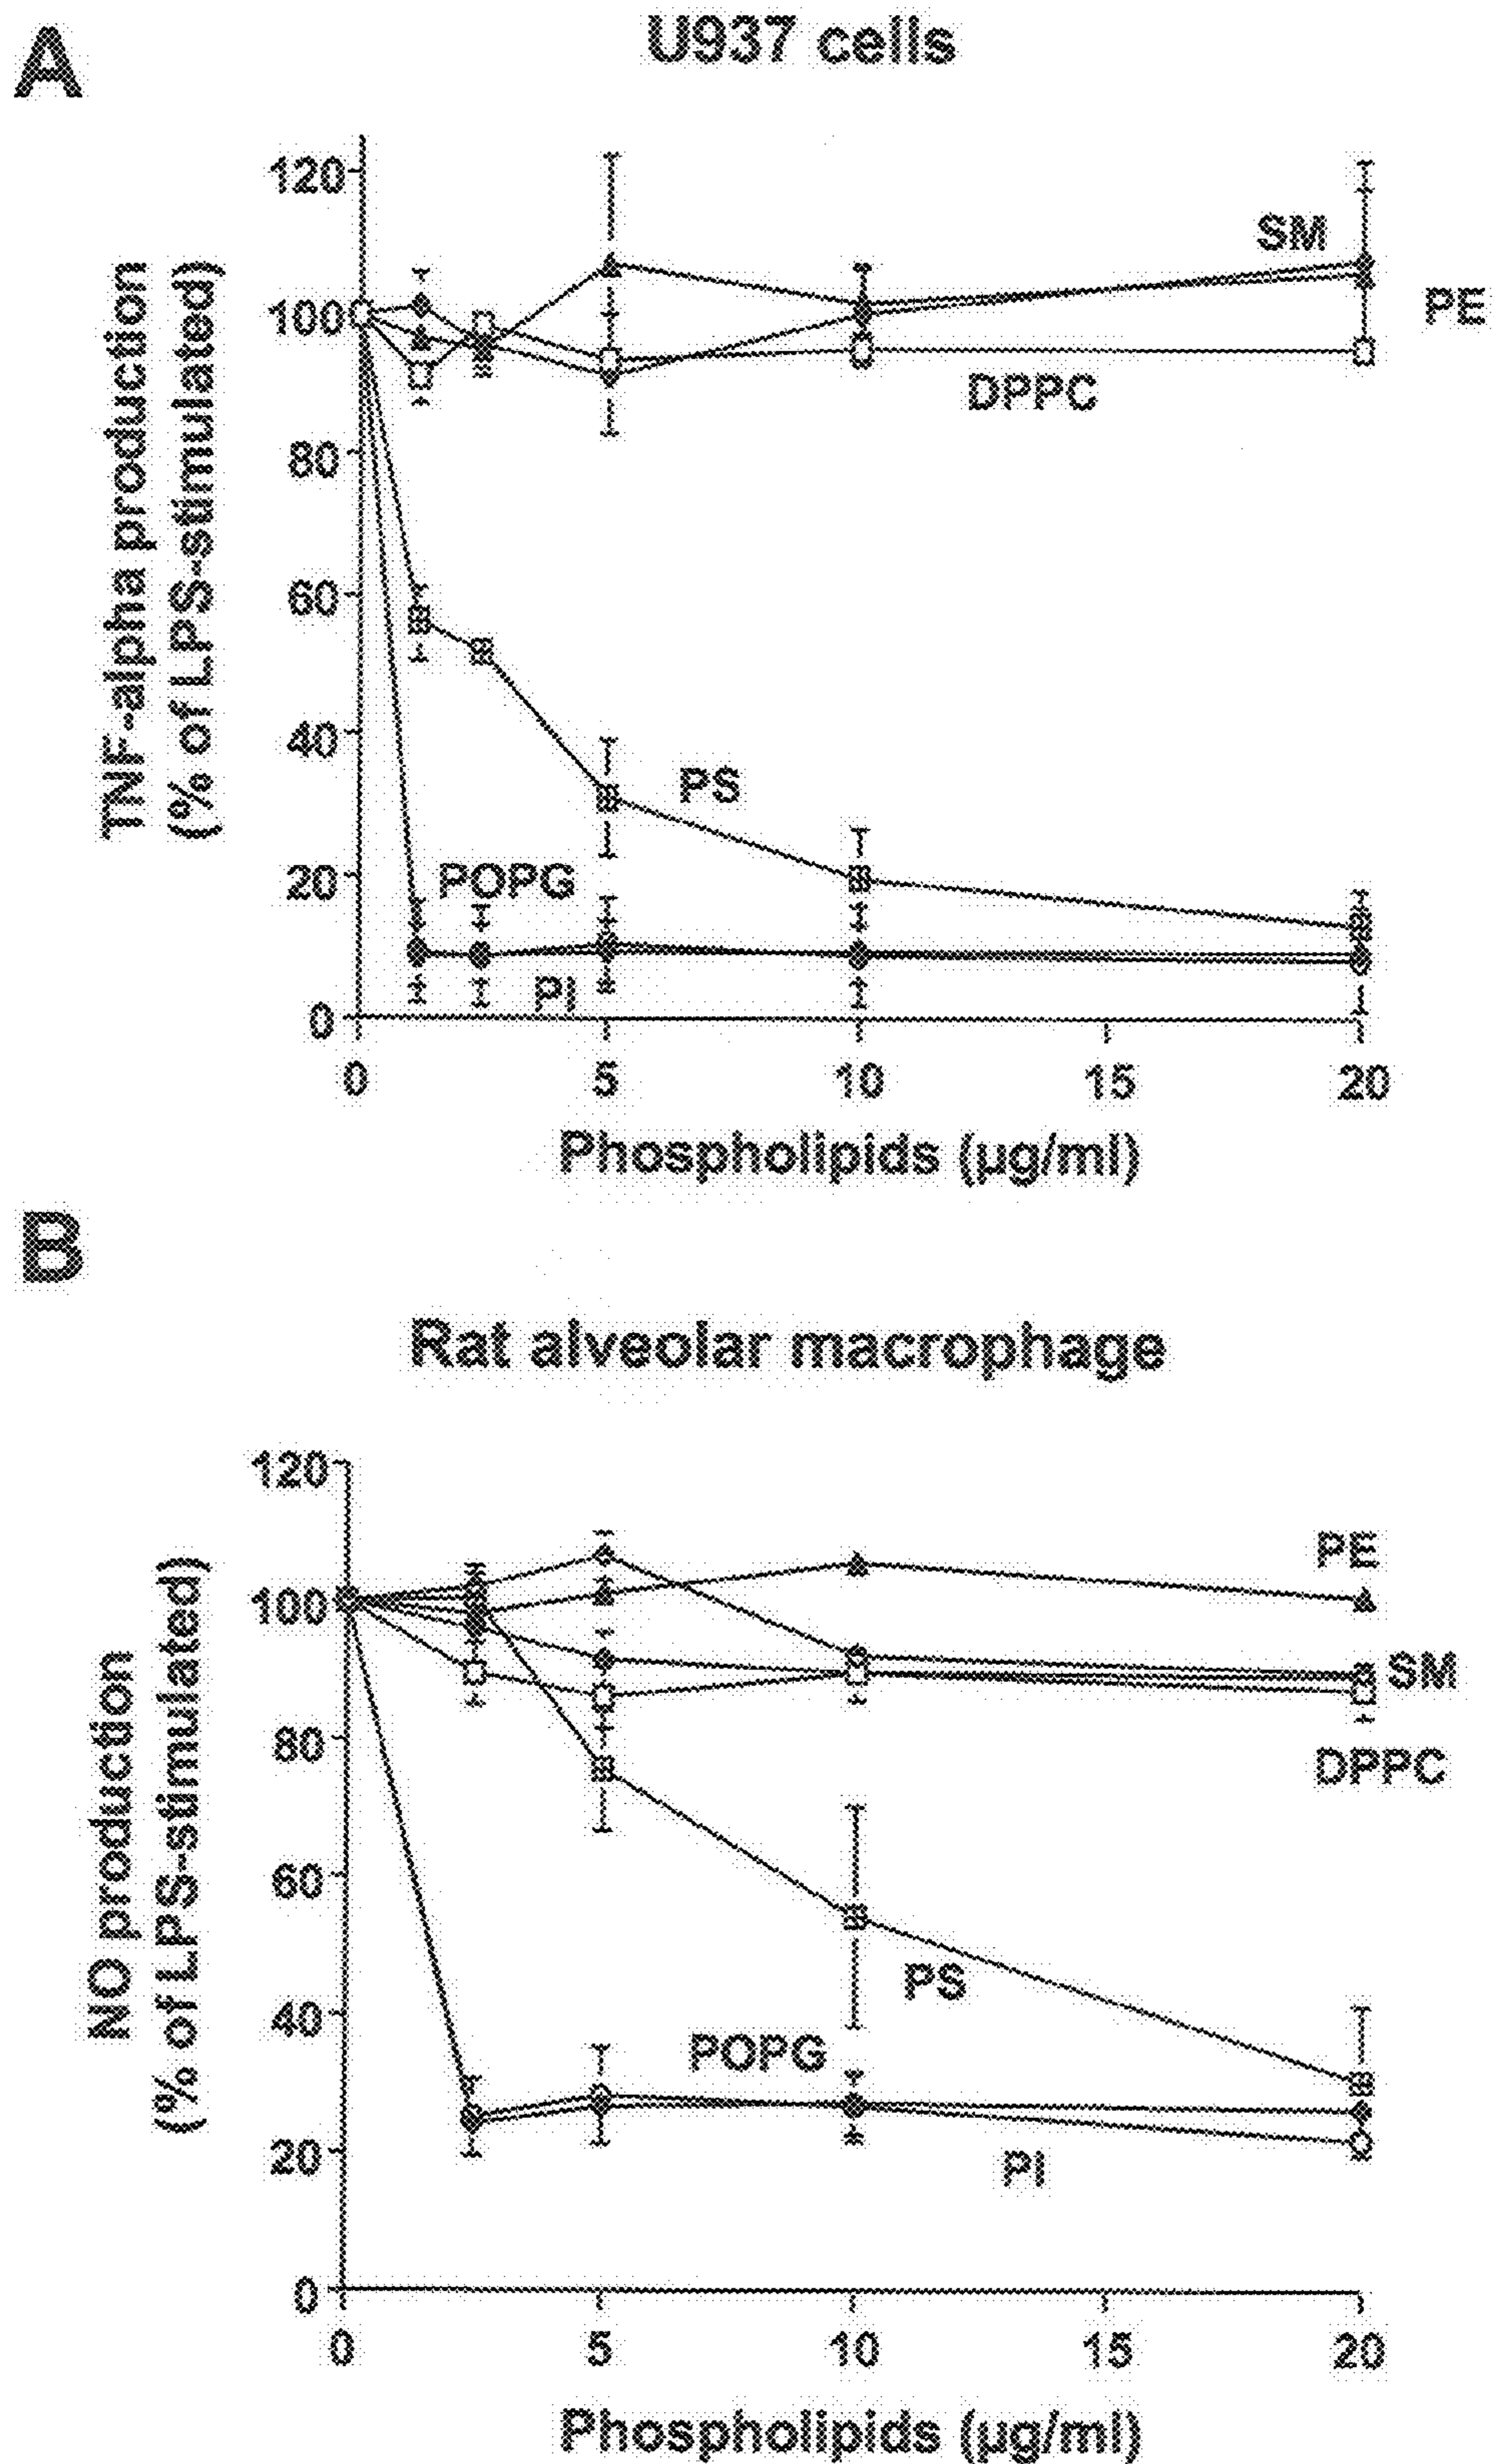 A
U937 cells
TNF-alpha production
(% of LPS-stimulated)
120
100
80
60
40
20
0
SM
PE
DPPC
PS
POPG
PI
0 5 10 15 20
Phospholipids (µg/ml)
B
Rat alveolar macrophage
NO production
(% of LPS-stimulated)
120
100
80
60
40
20
0
PE
SM
DPPC
PS
POPG
PI
0 5 10 15 20
Phospholipids (µg/ml)